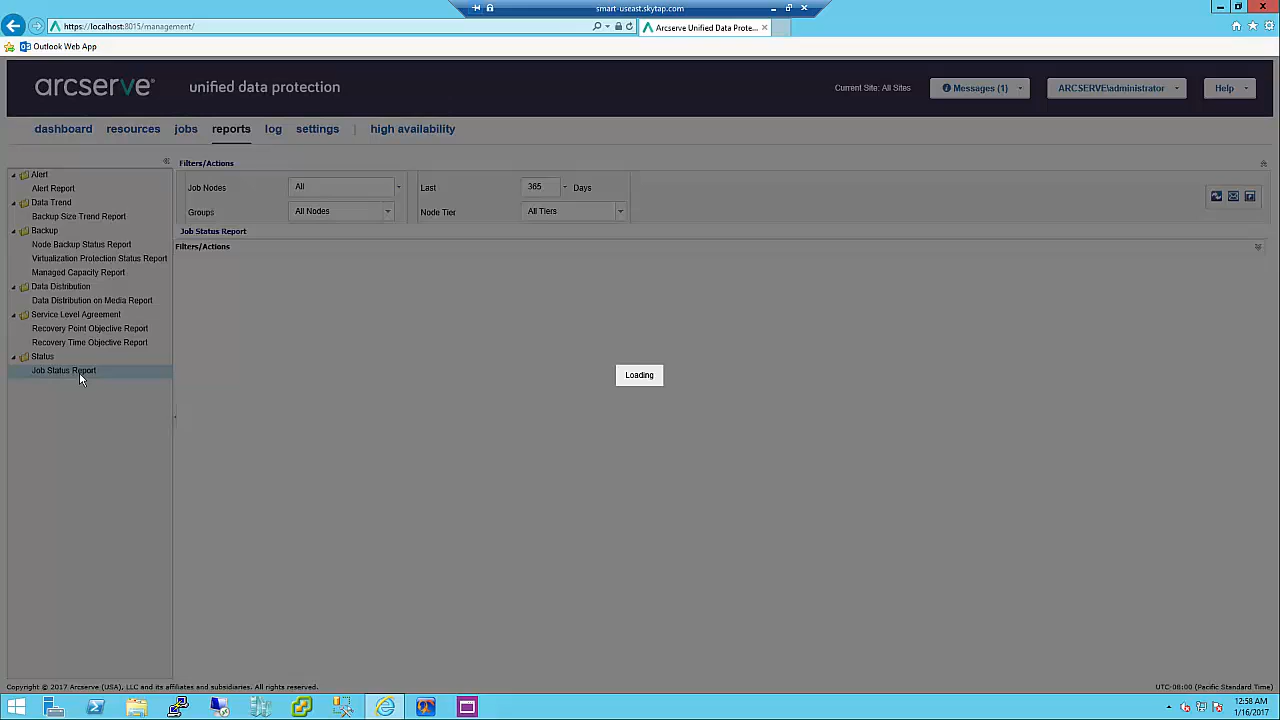 smart-useast.skytap.com
https://localhost:8015/management/
Arcserve Unified Data Prote...
Outlook Web App
arcserve® unified data protection
Current Site: All Sites
Messages (1)
ARCSERVE\administrator
Help
dashboard resources jobs reports log settings | high availability
Alert
Alert Report
Data Trend
Backup Size Trend Report
Backup
Node Backup Status Report
Virtualization Protection Status Report
Managed Capacity Report
Data Distribution
Data Distribution on Media Report
Service Level Agreement
Recovery Point Objective Report
Recovery Time Objective Report
Status
Job Status Report
Filters/Actions
Job Nodes All Last 365 Days
Groups All Nodes Node Tier All Tiers
Job Status Report
Filters/Actions
Loading
Copyright © 2017 Arcserve (USA), LLC and its affiliates and subsidiaries. All rights reserved.
UTC-08:00 (Pacific Standard Time)
12:58 AM
1/16/2017